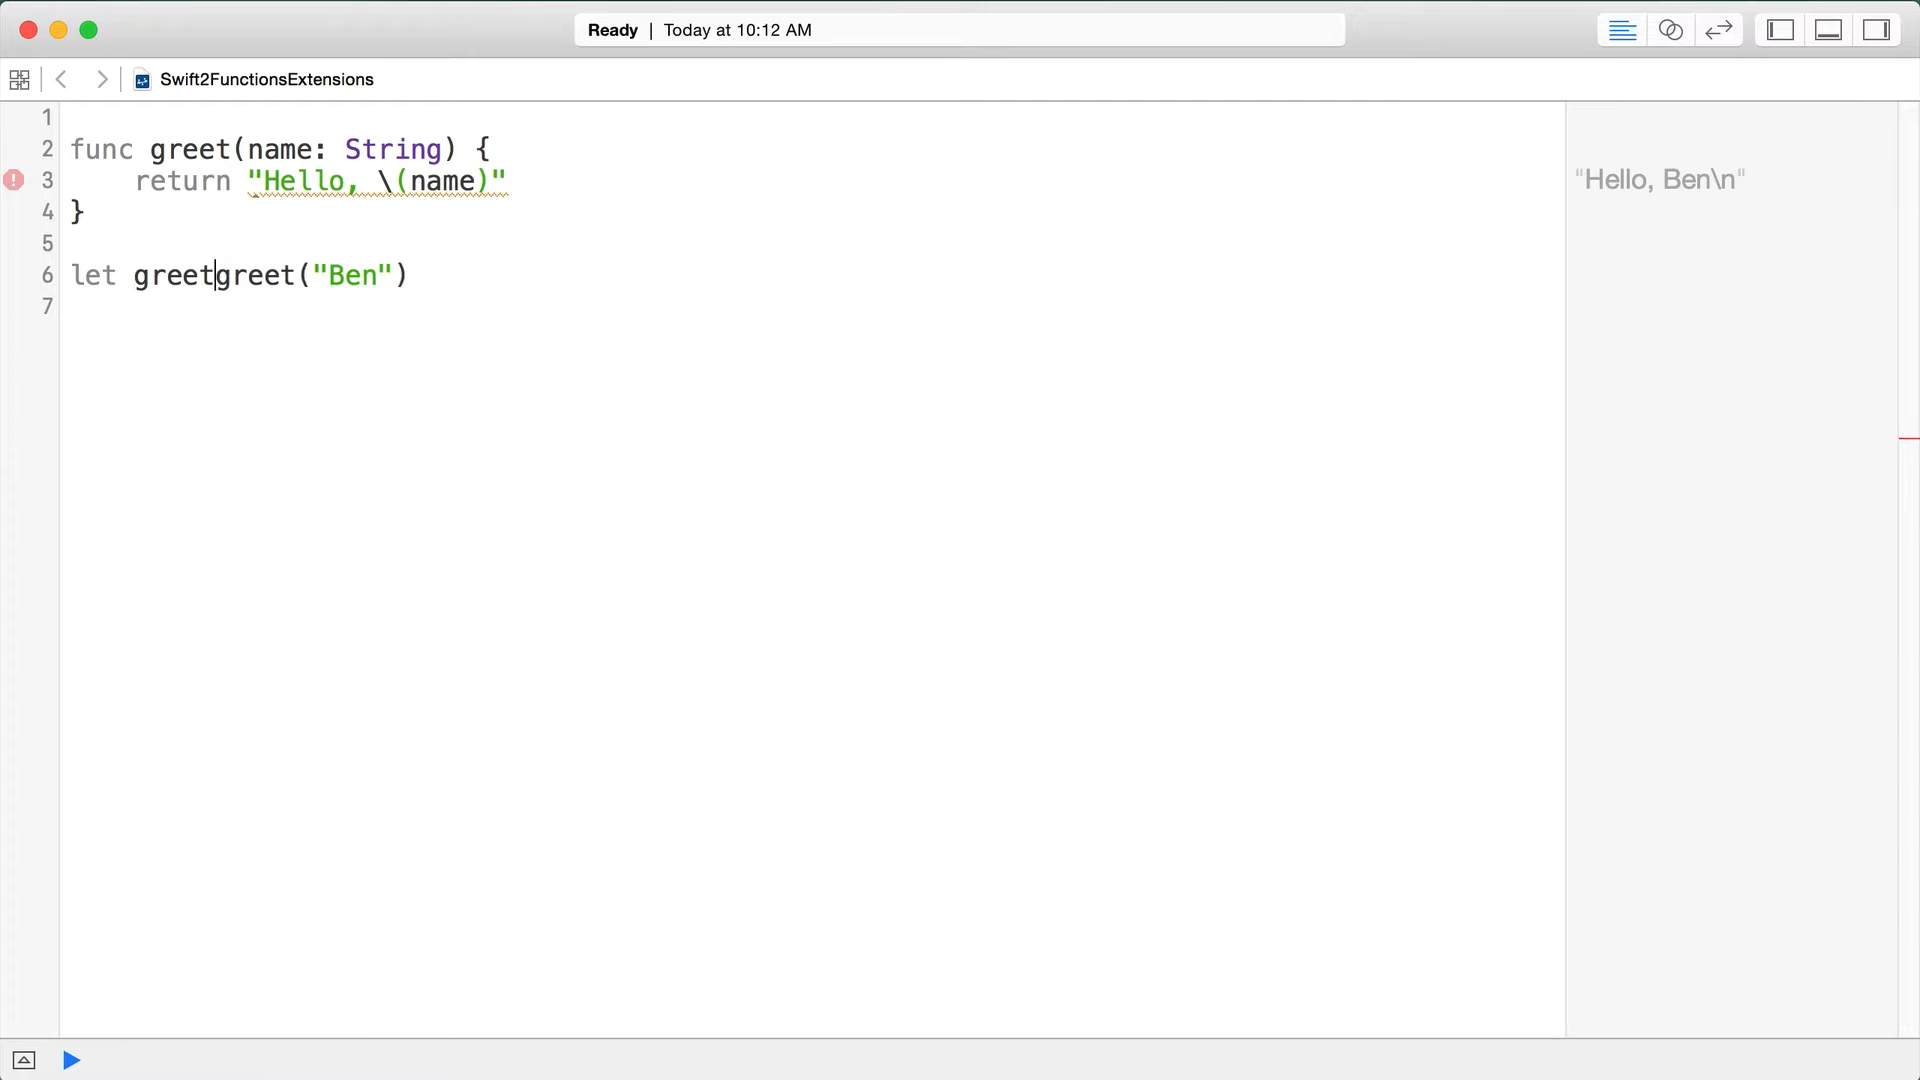 Ready | Today at 10:12 AM
Swift2FunctionsExtensions
1
2 func greet(name: String) {
3 return "Hello, \(name)" "Hello, Ben\n"
4 }
5
6 let greetgreet("Ben")
7